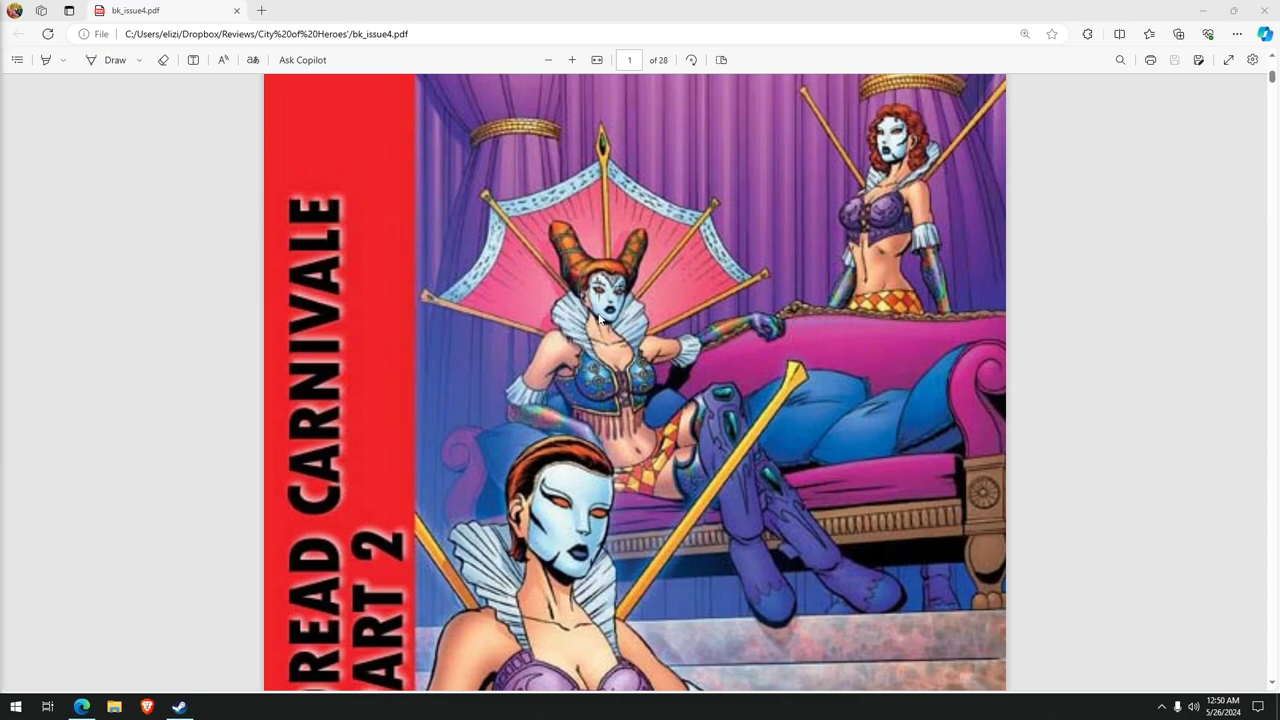 bk_issue4.pdf
File
C:/Users/elizi/Dropbox/Reviews/City%20of%20Heroes'/bk_issue4.pdf
Draw
Ask Copilot
1
of 28
READ CARNIVALE
ART 2
12:50 AM
5/26/2024